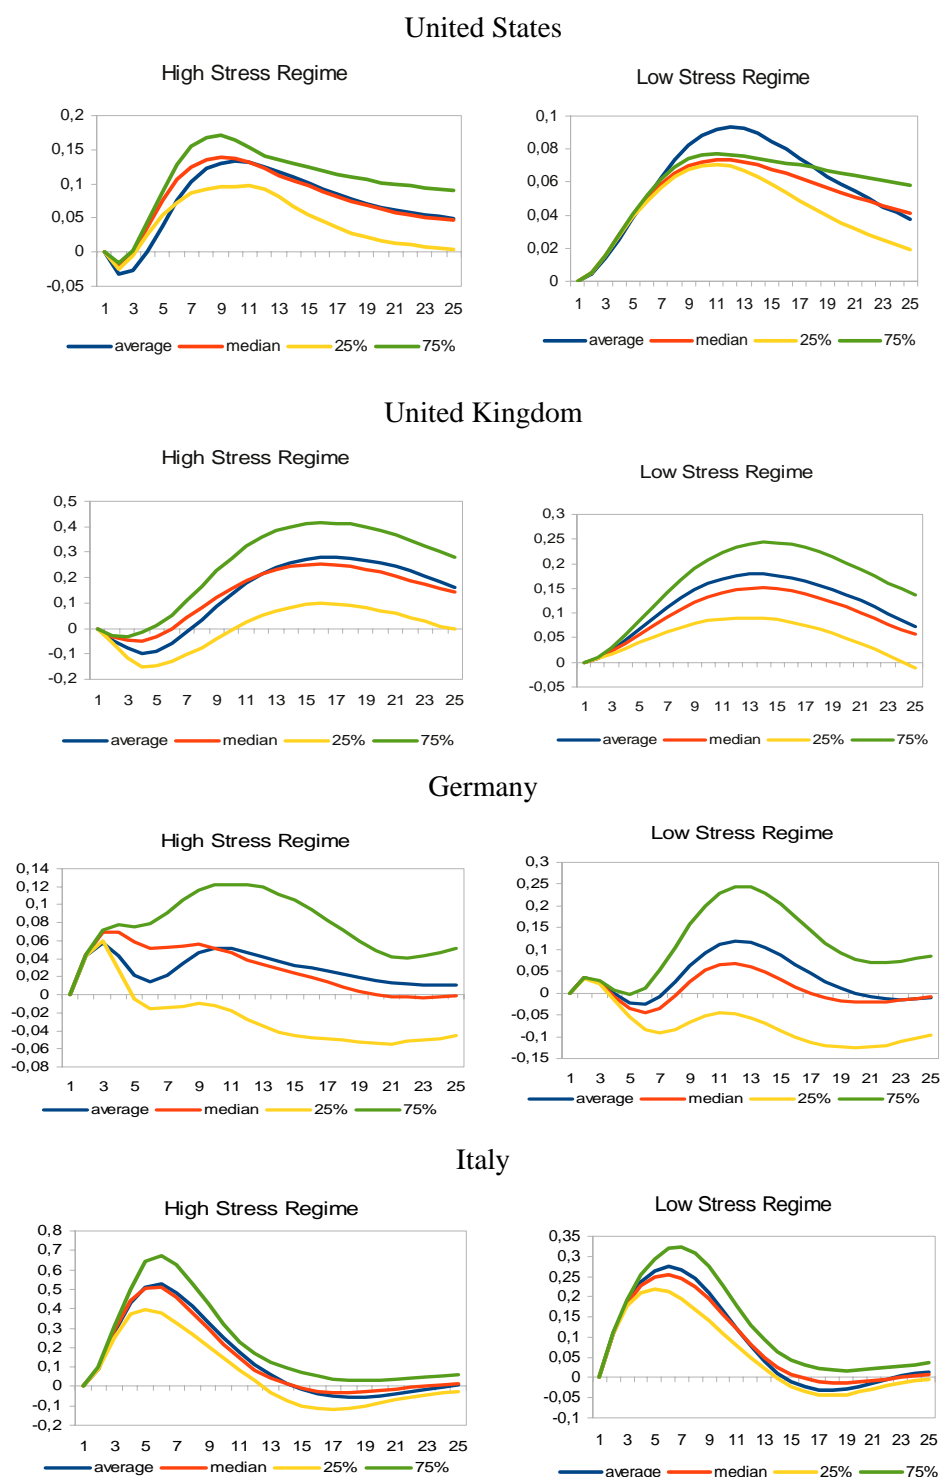 United States
High Stress Regime
0,2
0,15
0,1
0,05
0
-0,05
1 3 5 7 9 11 13 15 17 19 21 23 25
average median 25% 75%
Low Stress Regime
0,1
0,08
0,06
0,04
0,02
0
1 3 5 7 9 11 13 15 17 19 21 23 25
average median 25% 75%
United Kingdom
High Stress Regime
0,5
0,4
0,3
0,2
0,1
0
-0,1
-0,2
1 3 5 7 9 11 13 15 17 19 21 23 25
average median 25% 75%
Low Stress Regime
0,3
0,25
0,2
0,15
0,1
0,05
0
-0,05
1 3 5 7 9 11 13 15 17 19 21 23 25
average median 25% 75%
Germany
High Stress Regime
0,14
0,12
0,1
0,08
0,06
0,04
0,02
0
-0,02
-0,04
-0,06
-0,08
1 3 5 7 9 11 13 15 17 19 21 23 25
average median 25% 75%
Low Stress Regime
0,3
0,25
0,2
0,15
0,1
0,05
0
-0,05
-0,1
-0,15
1 3 5 7 9 11 13 15 17 19 21 23 25
average median 25% 75%
Italy
High Stress Regime
0,8
0,7
0,6
0,5
0,4
0,3
0,2
0,1
0
-0,1
-0,2
1 3 5 7 9 11 13 15 17 19 21 23 25
average median 25% 75%
Low Stress Regime
0,35
0,3
0,25
0,2
0,15
0,1
0,05
0
-0,05
-0,1
1 3 5 7 9 11 13 15 17 19 21 23 25
average median 25% 75%